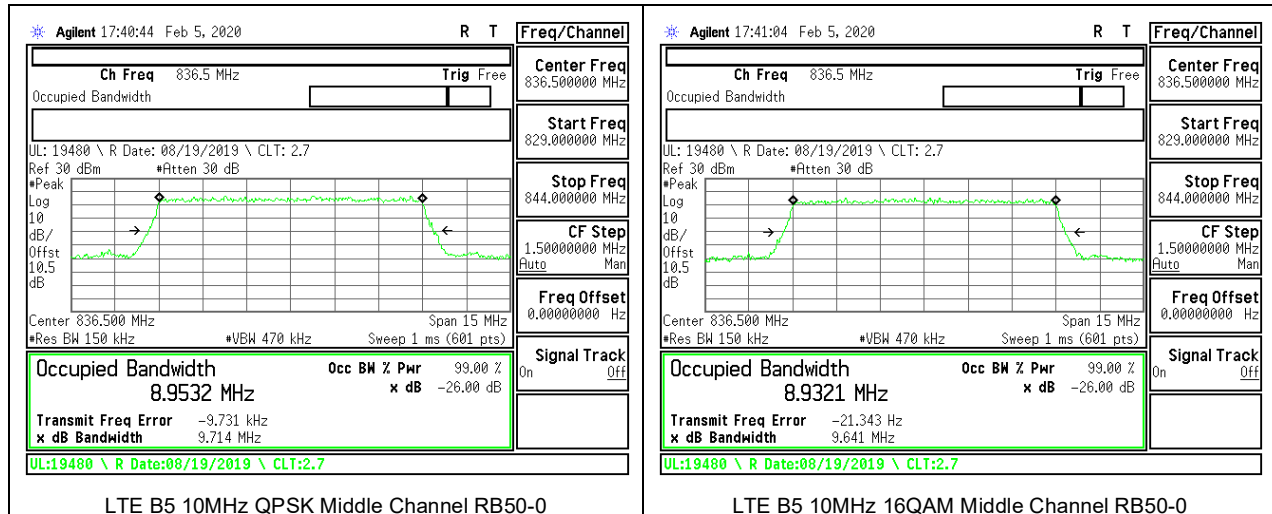 Agilent 17:40:44 Feb 5, 2020 R T Freq/Channel
Ch Freq 836.5 MHz Trig Free
Occupied Bandwidth
Center Freq
836.500000 MHz
Start Freq
829.000000 MHz
UL: 19480 \ R Date: 08/19/2019 \ CLT: 2.7
Ref 30 dBm #Atten 30 dB
#Peak
Log
10
dB/
Offst
10.5
dB
Stop Freq
844.000000 MHz
CF Step
1.50000000 MHz
Auto Man
Freq Offset
0.00000000 Hz
Center 836.500 MHz Span 15 MHz
#Res BW 150 kHz #VBW 470 kHz Sweep 1 ms (601 pts)
Signal Track
On Off
Occupied Bandwidth Occ BW % Pwr 99.00 %
8.9532 MHz x dB -26.00 dB
Transmit Freq Error -9.731 kHz
x dB Bandwidth 9.714 MHz
UL:19480 \ R Date:08/19/2019 \ CLT:2.7
LTE B5 10MHz QPSK Middle Channel RB50-0
Agilent 17:41:04 Feb 5, 2020 R T Freq/Channel
Ch Freq 836.5 MHz Trig Free
Occupied Bandwidth
Center Freq
836.500000 MHz
Start Freq
829.000000 MHz
UL: 19480 \ R Date: 08/19/2019 \ CLT: 2.7
Ref 30 dBm #Atten 30 dB
#Peak
Log
10
dB/
Offst
10.5
dB
Stop Freq
844.000000 MHz
CF Step
1.50000000 MHz
Auto Man
Freq Offset
0.00000000 Hz
Center 836.500 MHz Span 15 MHz
#Res BW 150 kHz #VBW 470 kHz Sweep 1 ms (601 pts)
Signal Track
On Off
Occupied Bandwidth Occ BW % Pwr 99.00 %
8.9321 MHz x dB -26.00 dB
Transmit Freq Error -21.343 Hz
x dB Bandwidth 9.641 MHz
UL:19480 \ R Date:08/19/2019 \ CLT:2.7
LTE B5 10MHz 16QAM Middle Channel RB50-0